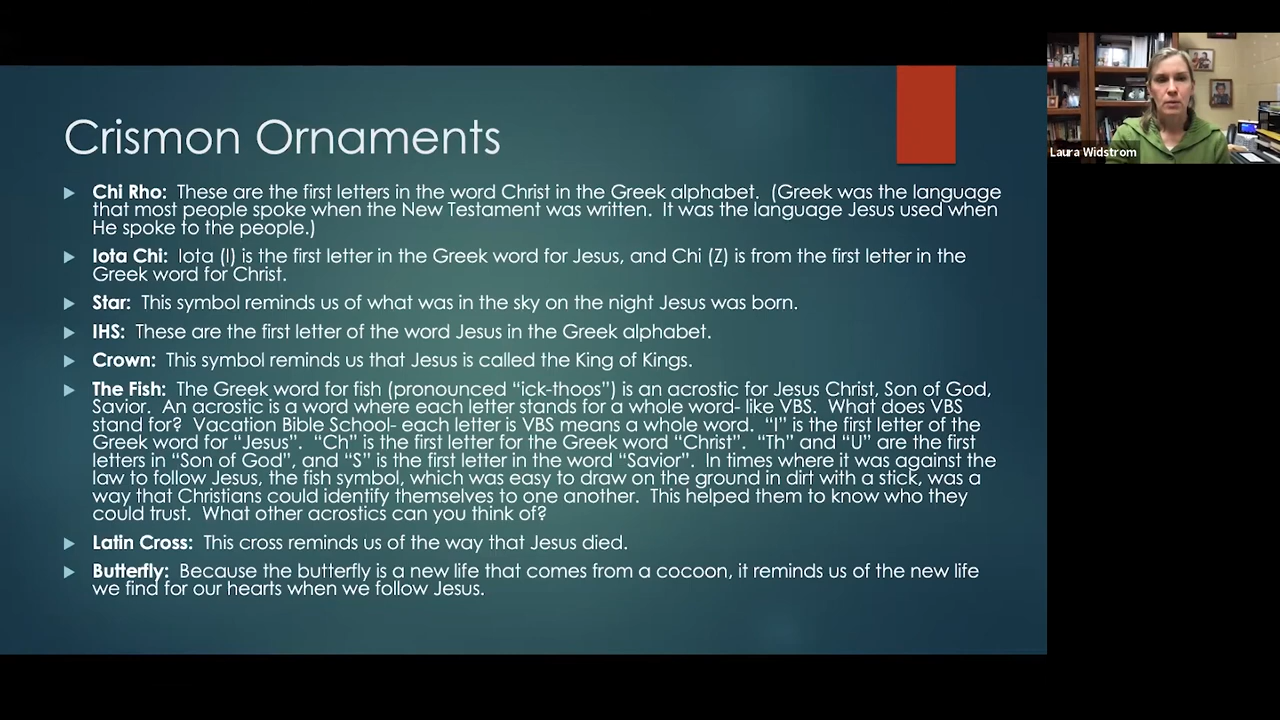 Crismon Ornaments
Chi Rho: These are the first letters in the word Christ in the Greek alphabet. (Greek was the language
that most people spoke when the New Testament was written. It was the language Jesus used when
He spoke to the people.)
Iota Chi: Iota (I) is the first letter in the Greek word for Jesus, and Chi (Z) is from the first letter in the
Greek word for Christ.
Star: This symbol reminds us of what was in the sky on the night Jesus was born.
IHS: These are the first letter of the word Jesus in the Greek alphabet.
Crown: This symbol reminds us that Jesus is called the King of Kings.
The Fish: The Greek word for fish (pronounced “ick-thoos”) is an acrostic for Jesus Christ, Son of God,
Savior. An acrostic is a word where each letter stands for a whole word- like VBS. What does VBS
stand for? Vacation Bible School- each letter is VBS means a whole word. “I” is the first letter of the
Greek word for “Jesus”. “Ch” is the first letter for the Greek word “Christ”. “Th” and “U” are the first
letters in “Son of God”, and “S” is the first letter in the word “Savior”. In times where it was against the
law to follow Jesus, the fish symbol, which was easy to draw on the ground in dirt with a stick, was a
way that Christians could identify themselves to one another. This helped them to know who they
could trust. What other acrostics can you think of?
Latin Cross: This cross reminds us of the way that Jesus died.
Butterfly: Because the butterfly is a new life that comes from a cocoon, it reminds us of the new life
we find for our hearts when we follow Jesus.
Laura Widstrom